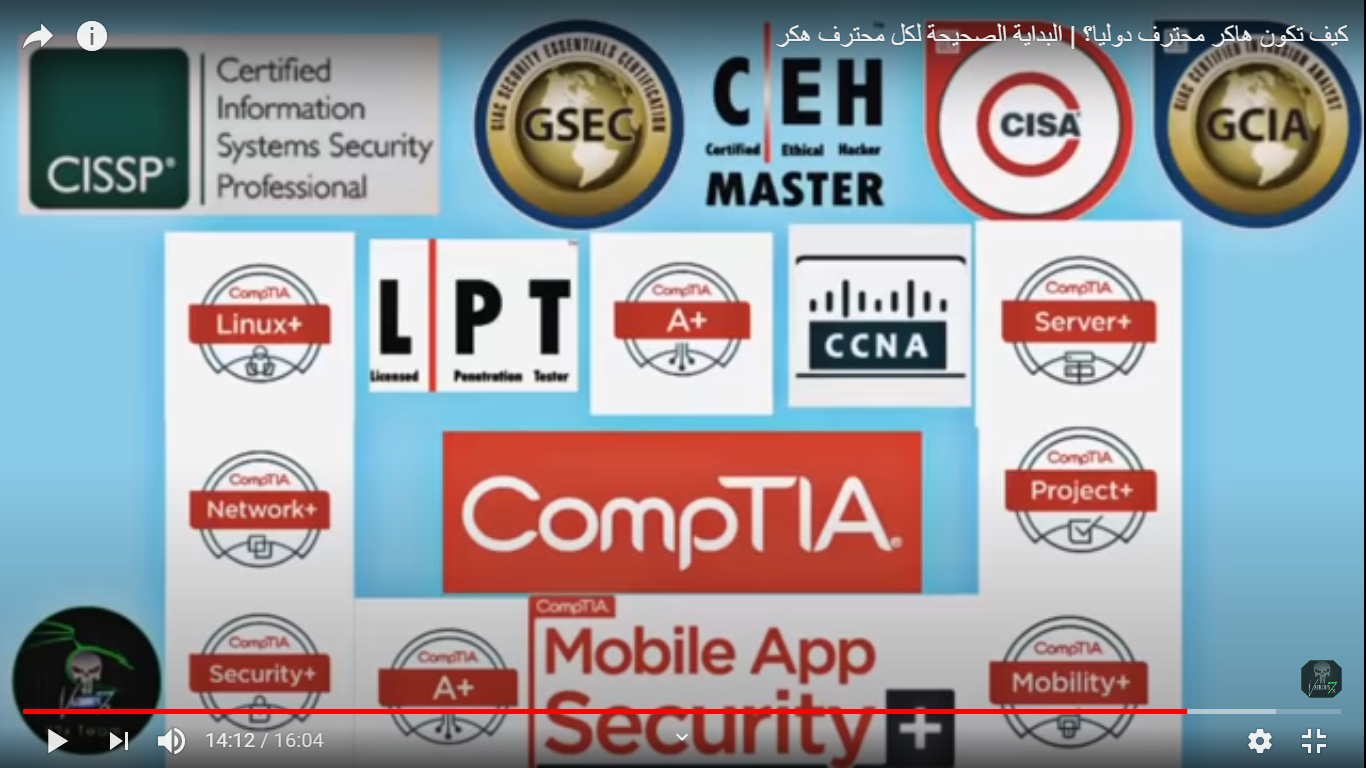 كيف تكون هاكر محترف دوليا؟ | البداية الصحيحة لكل محترف هكر
CISSP®
Certified
Information
Systems Security
Professional
GIAC SECURITY ESSENTIALS CERTIFICATION
GSEC
C|EH™
Certified Ethical Hacker
MASTER
CISA®
GIAC CERTIFIED INTRUSION ANALYST
GCIA
CompTIA
Linux+
L|PT™
Licensed Penetration Tester
CompTIA
A+
CCNA
CompTIA
Server+
CompTIA
Network+
CompTIA®
CompTIA
Project+
CompTIA
Security+
CompTIA
A+
CompTIA
Mobile App
Security+
CompTIA
Mobility+
14:12 / 16:04